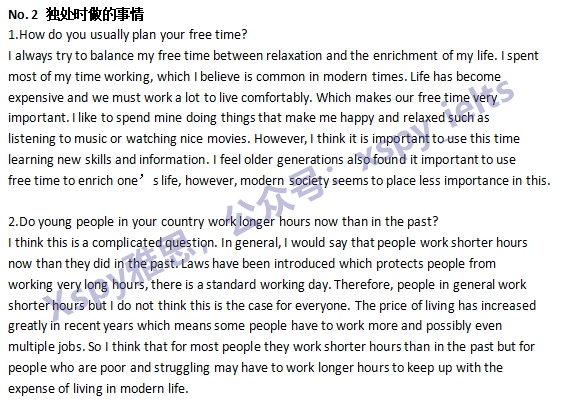 No. 2 独处时做的事情
1.How do you usually plan your free time?
I always try to balance my free time between relaxation and the enrichment of my life. I spent
most of my time working, which I believe is common in modern times. Life has become
expensive and we must work a lot to live comfortably. Which makes our free time very
important. I like to spend mine doing things that make me happy and relaxed such as
listening to music or watching nice movies. However, I think it is important to use this time
learning new skills and information. I feel older generations also found it important to use
free time to enrich one’s life, however, modern society seems to place less importance in this.
2.Do young people in your country work longer hours now than in the past?
I think this is a complicated question. In general, I would say that people work shorter hours
now than they did in the past. Laws have been introduced which protects people from
working very long hours, there is a standard working day. Therefore, people in general work
shorter hours but I do not think this is the case for everyone. The price of living has increased
greatly in recent years which means some people have to work more and possibly even
multiple jobs. So I think that for most people they work shorter hours than in the past but for
people who are poor and struggling may have to work longer hours to keep up with the
expense of living in modern life.
Xspy雅思，公众号：xspy_ielts